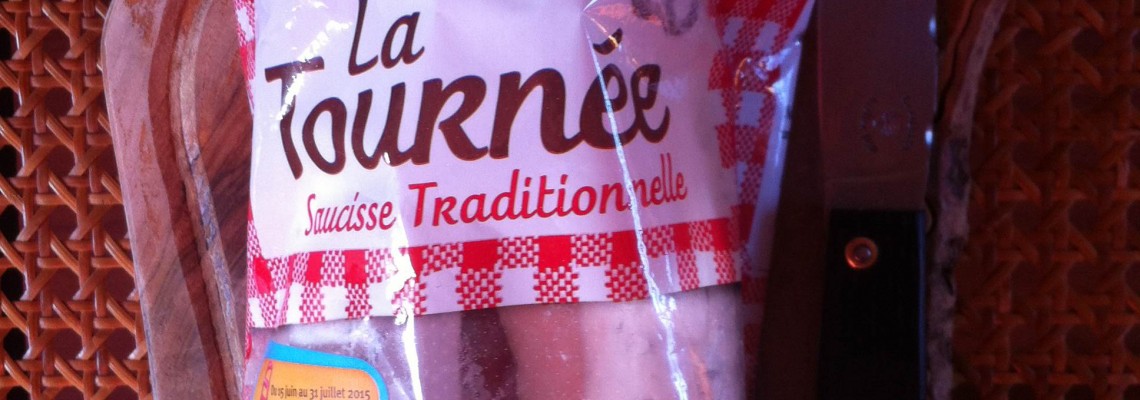 La
Tournée
Saucisse Traditionnelle
Du 15 juin au 31 juillet 2015